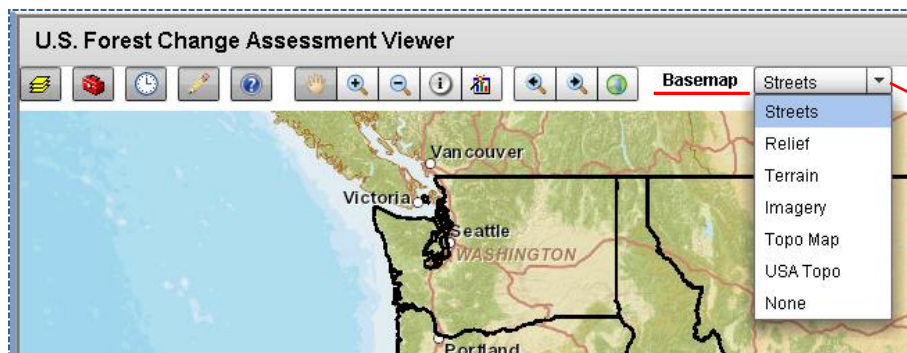 U.S. Forest Change Assessment Viewer
Basemap
Streets
Streets
Relief
Terrain
Imagery
Topo Map
USA Topo
None
Vancouver
Victoria
Seattle
WASHINGTON
Portland